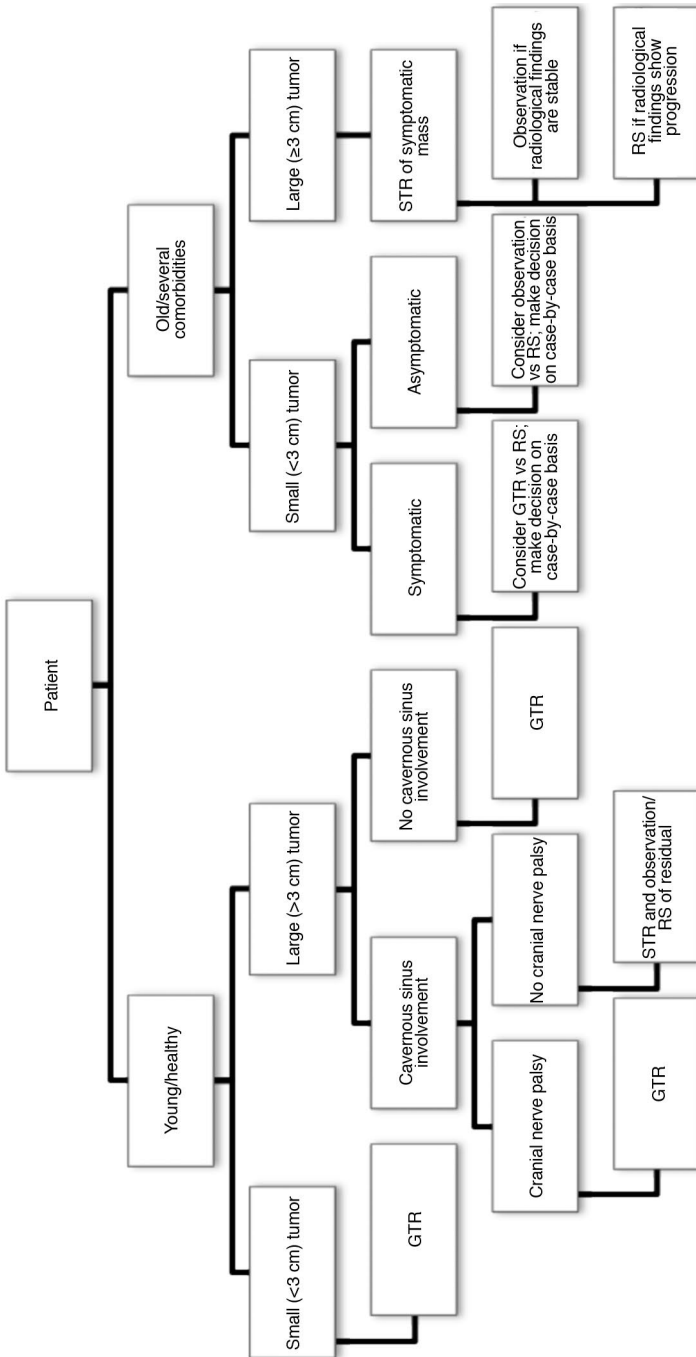 Patient
Young/healthy
Old/several
comorbidities
Small (<3 cm) tumor
Large (>3 cm) tumor
Small (<3 cm) tumor
Large (≥3 cm) tumor
GTR
Cavernous sinus
involvement
No cavernous sinus
involvement
Symptomatic
Asymptomatic
STR of symptomatic
mass
Cranial nerve palsy
No cranial nerve palsy
GTR
Consider GTR vs RS;
make decision on
case-by-case basis
Consider observation
vs RS; make decision
on case-by-case basis
Observation if
radiological findings
are stable
GTR
STR and observation/
RS of residual
RS if radiological
findings show
progression